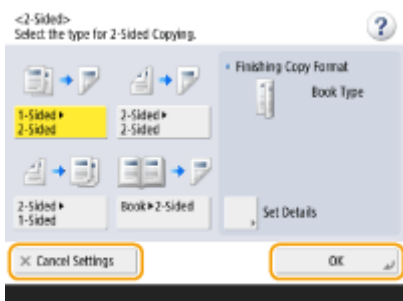 <2-Sided>
Select the type for 2-Sided Copying.
?
• Finishing Copy Format
Book Type
1-Sided▶
2-Sided
2-Sided▶
2-Sided
2-Sided▶
1-Sided
Book▶2-Sided
Set Details
× Cancel Settings
OK